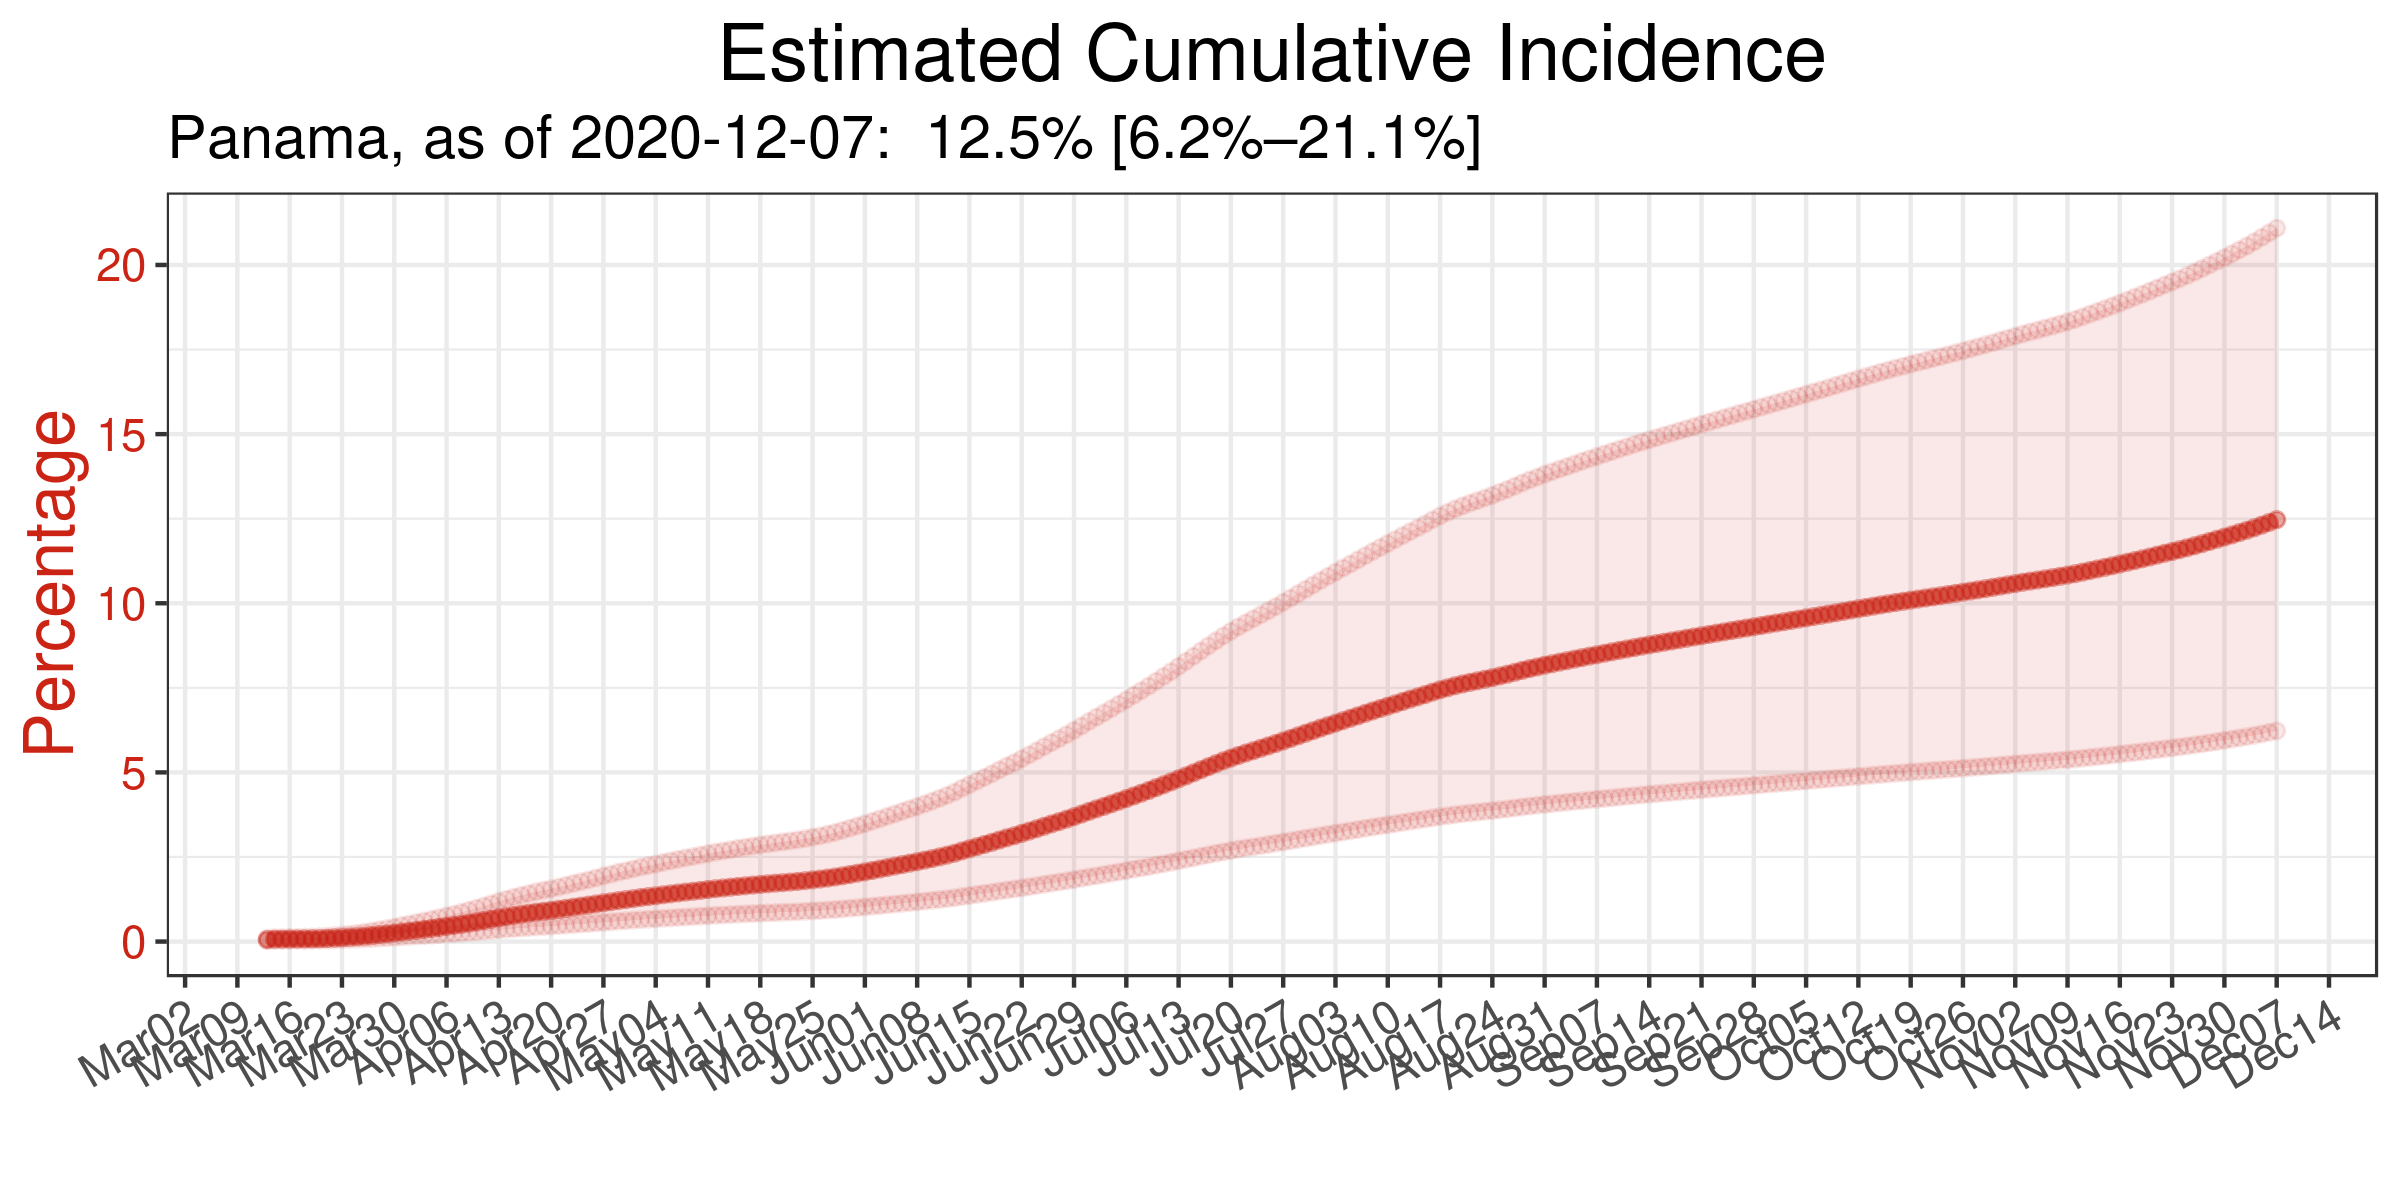 Estimated Cumulative Incidence
Panama, as of 2020-12-07:  12.5% [6.2%–21.1%]
Percentage
20
15
10
5
0
Mar02
Mar09
Mar16
Mar23
Mar30
Apr06
Apr13
Apr20
Apr27
May04
May11
May18
May25
Jun01
Jun08
Jun15
Jun22
Jun29
Jul06
Jul13
Jul20
Jul27
Aug03
Aug10
Aug17
Aug24
Aug31
Sep07
Sep14
Sep21
Sep28
Oct05
Oct12
Oct19
Oct26
Nov02
Nov09
Nov16
Nov23
Nov30
Dec07
Dec14